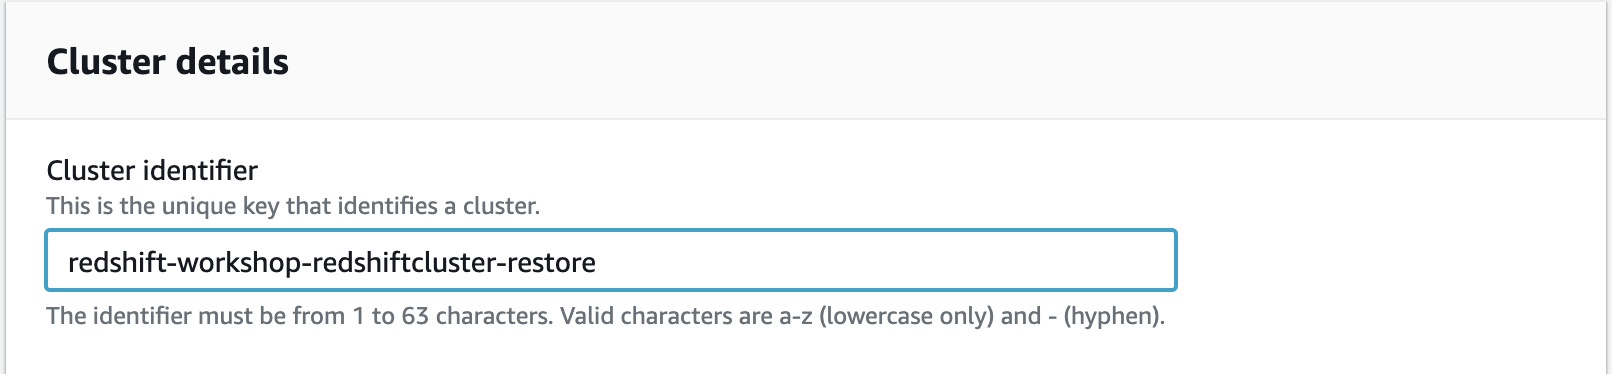 Cluster details
Cluster identifier
This is the unique key that identifies a cluster.
redshift-workshop-redshiftcluster-restore
The identifier must be from 1 to 63 characters. Valid characters are a-z (lowercase only) and - (hyphen).